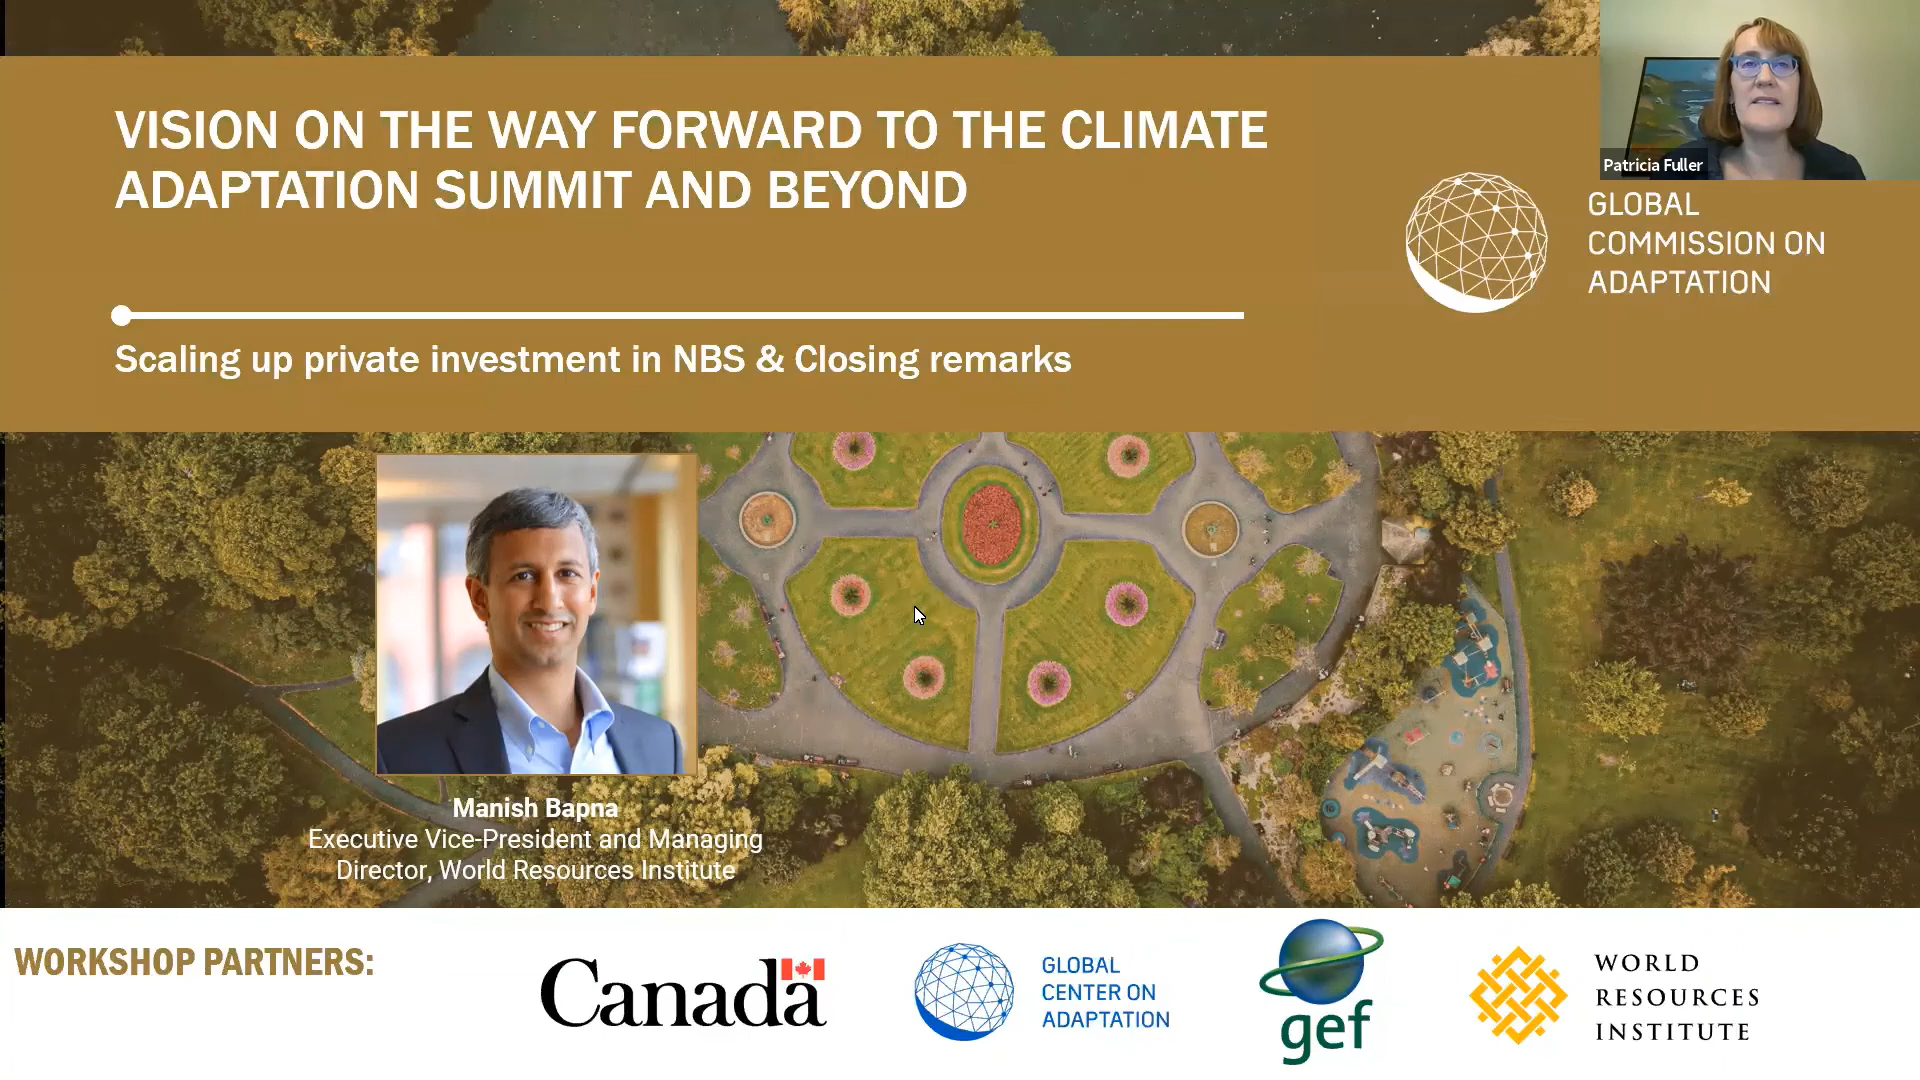 VISION ON THE WAY FORWARD TO THE CLIMATE
ADAPTATION SUMMIT AND BEYOND
Patricia Fuller
GLOBAL
COMMISSION ON
ADAPTATION
Scaling up private investment in NBS & Closing remarks
Manish Bapna
Executive Vice-President and Managing
Director, World Resources Institute
WORKSHOP PARTNERS:
Canada
GLOBAL
CENTER ON
ADAPTATION
gef
WORLD
RESOURCES
INSTITUTE